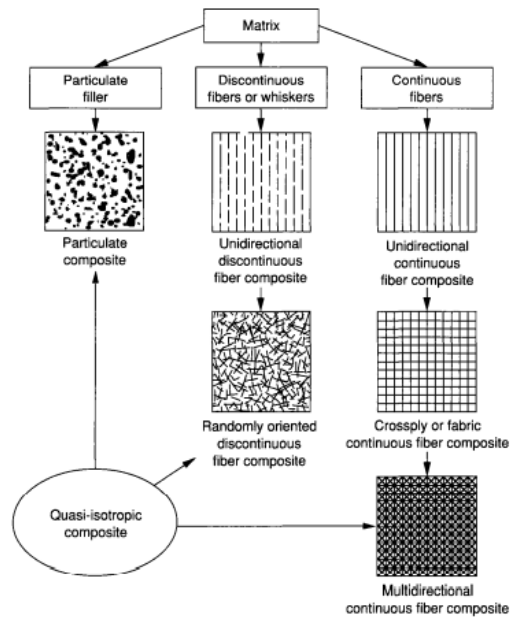 Matrix
Particulate
filler
Discontinuous
fibers or whiskers
Continuous
fibers
Particulate
composite
Unidirectional
discontinuous
fiber composite
Unidirectional
continuous
fiber composite
Randomly oriented
discontinuous
fiber composite
Crossply or fabric
continuous fiber composite
Quasi-isotropic
composite
Multidirectional
continuous fiber composite